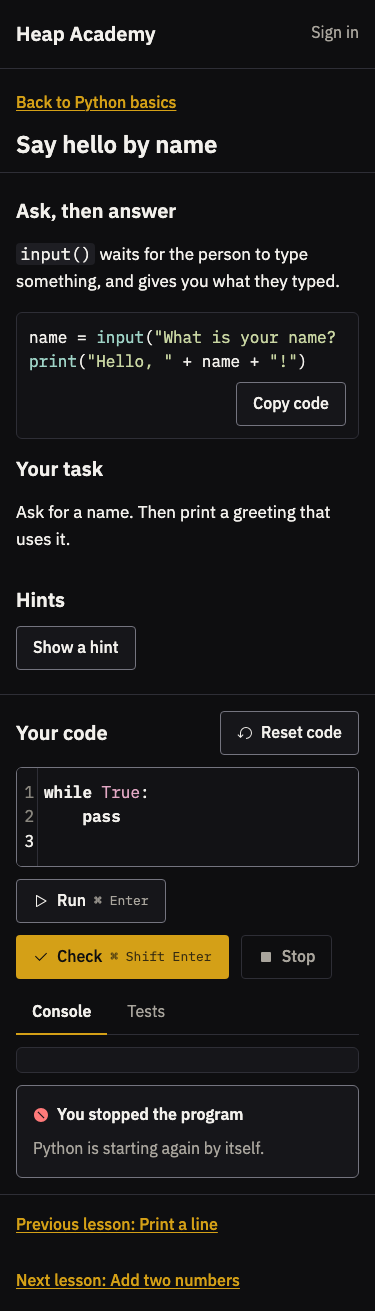 Heap Academy
Sign in
Back to Python basics
Say hello by name
Ask, then answer
input() waits for the person to type
something, and gives you what they typed.
name = input("What is your name?
print("Hello, " + name + "!")
Copy code
Your task
Ask for a name. Then print a greeting that
uses it.
Hints
Show a hint
Your code
Reset code
1 while True:
2     pass
3
Run ⌘ Enter
Check ⌘ Shift Enter
Stop
Console
Tests
You stopped the program
Python is starting again by itself.
Previous lesson: Print a line
Next lesson: Add two numbers